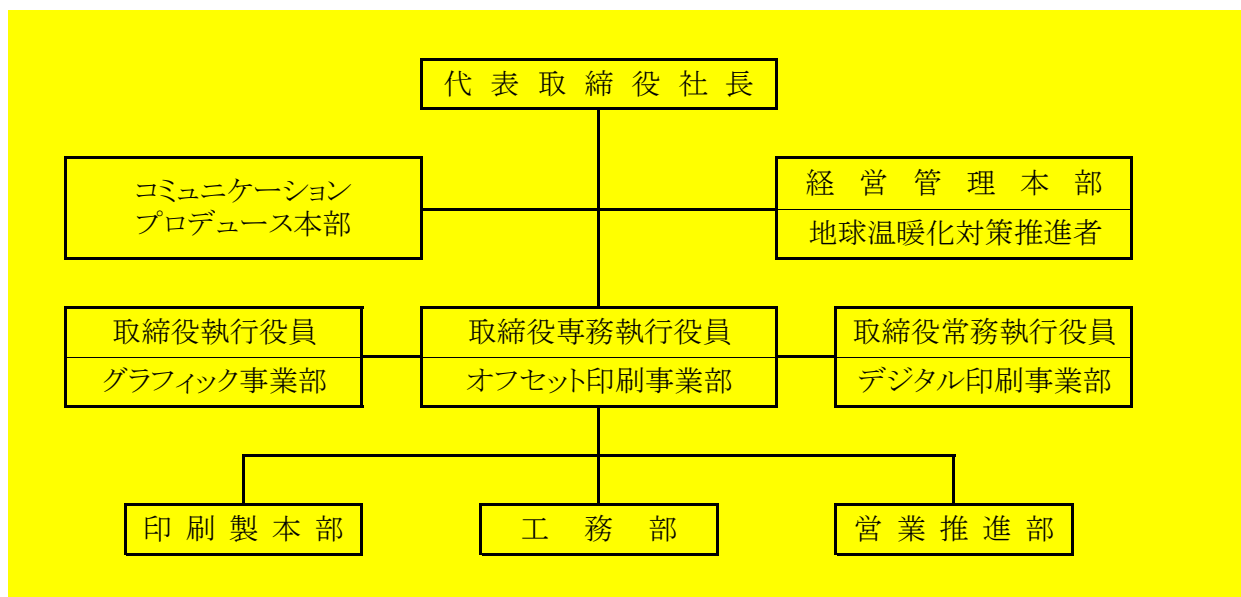 代表取締役社長
コミュニケーション
プロデュース本部
経営管理本部
地球温暖化対策推進者
取締役執行役員
グラフィック事業部
取締役専務執行役員
オフセット印刷事業部
取締役常務執行役員
デジタル印刷事業部
印刷製本部
工務部
営業推進部